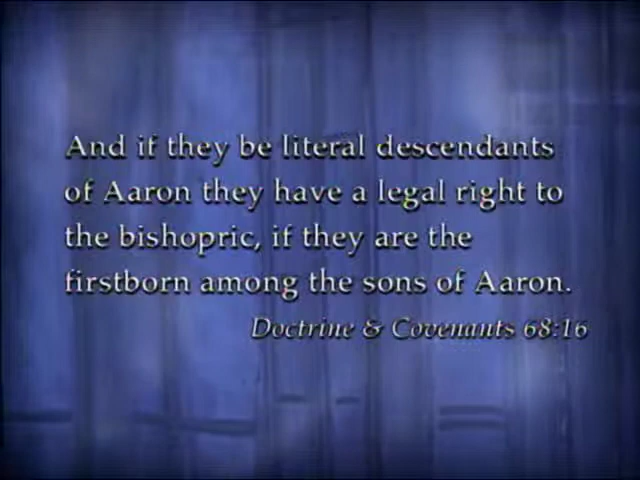 And if they be literal descendants
of Aaron they have a legal right to
the bishopric, if they are the
firstborn among the sons of Aaron.
Doctrine & Covenants 68:16